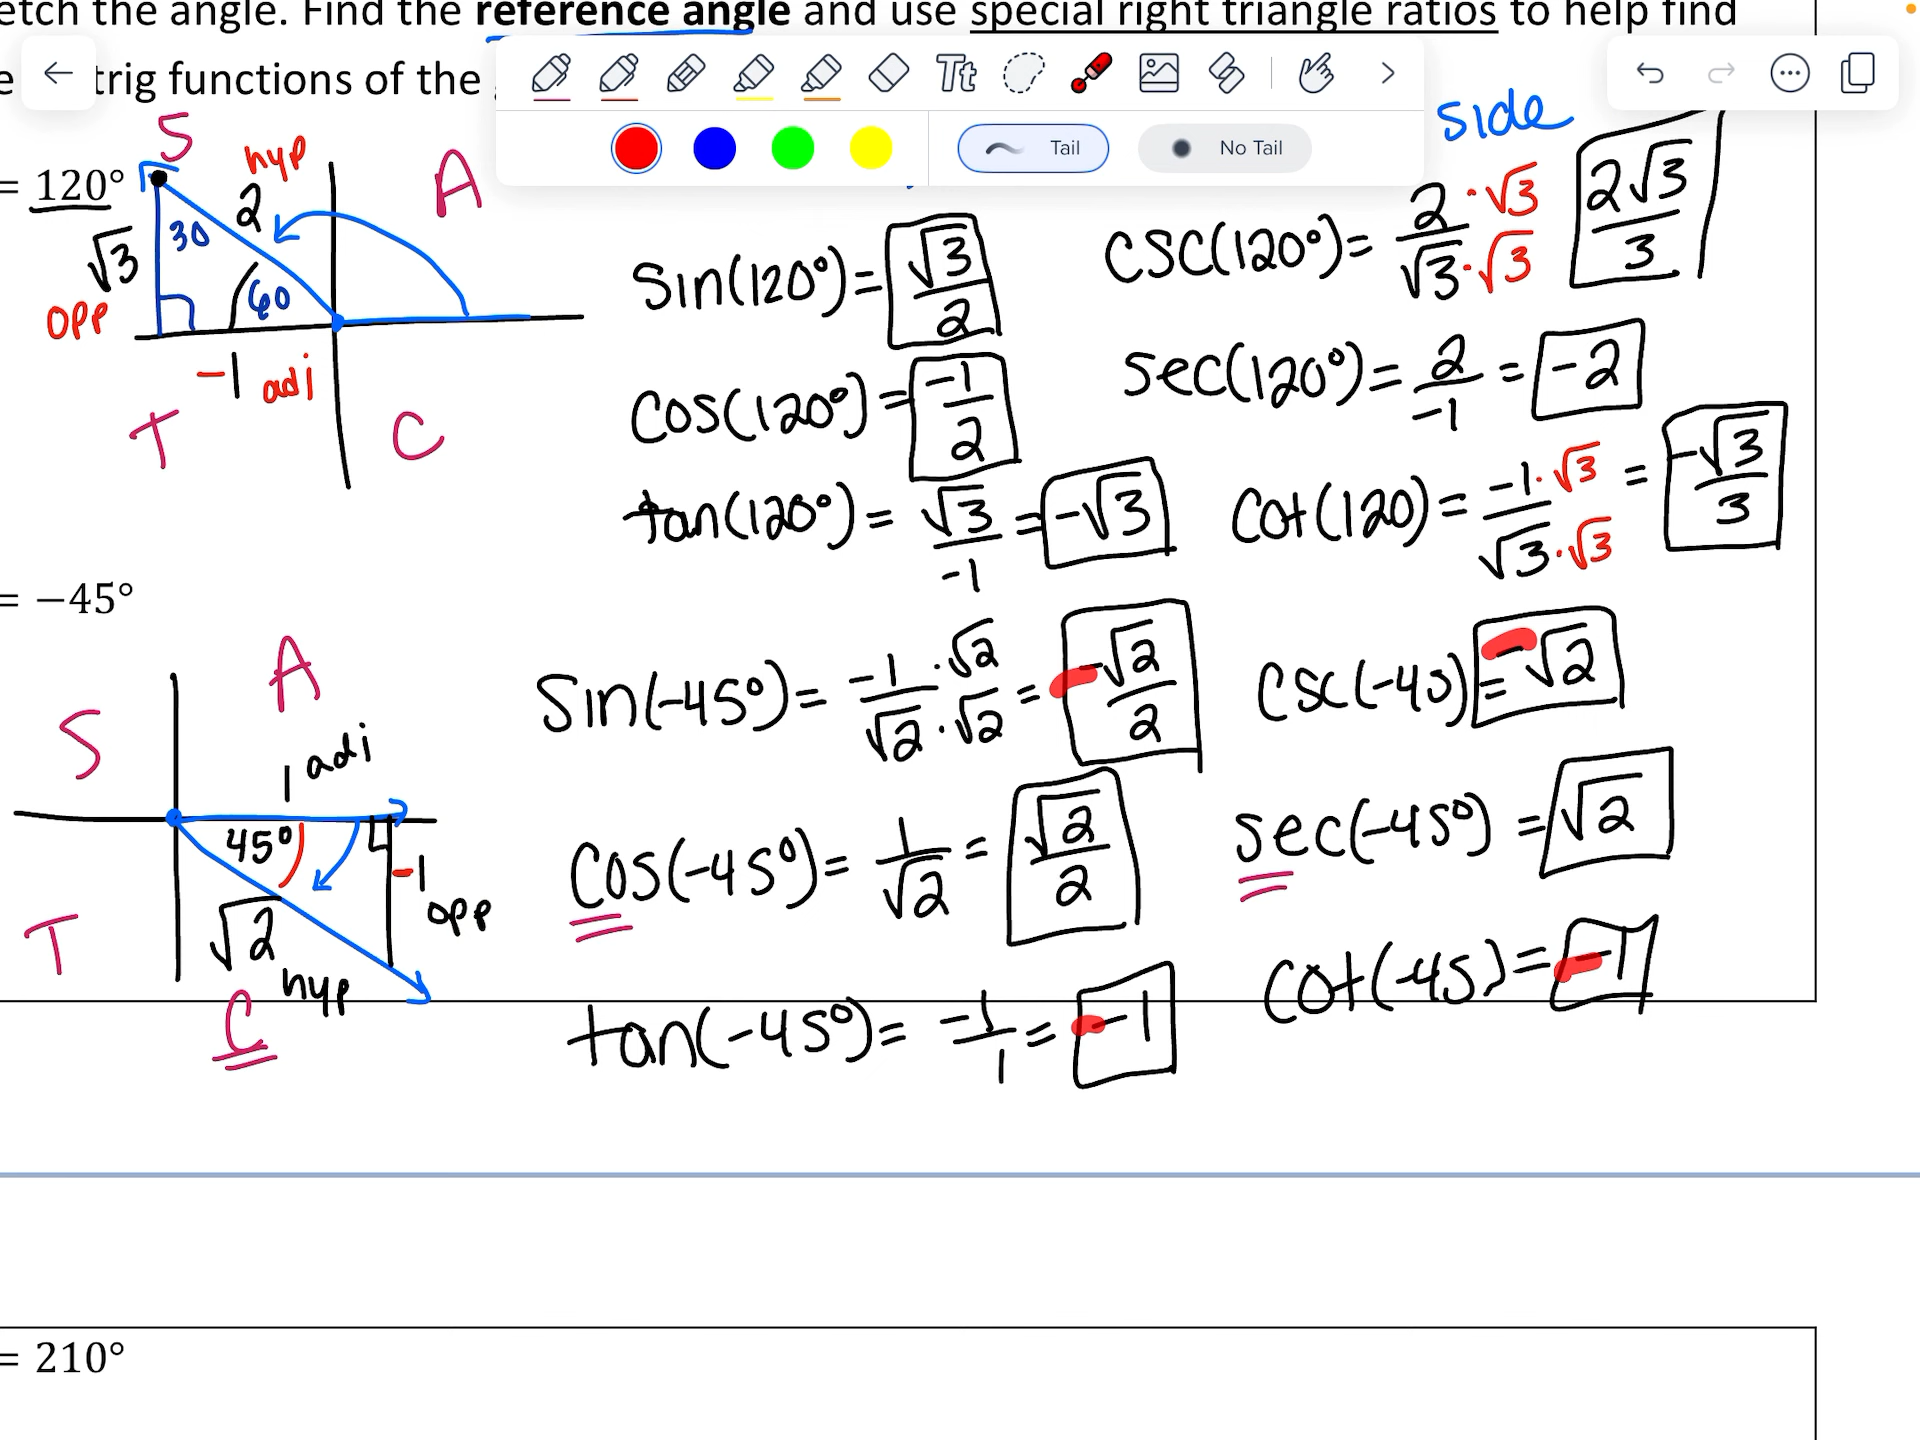 etch the angle. Find the reference angle and use special right triangle ratios to help find
e trig functions of the
Tt
Tail No Tail
side
= 120°
S
A
T
C
hyp
2
30
60
√3
opp
-1 adj
sin(120°)= √3/2
csc(120°)= 2·√3/√3·√3 2√3/3
cos(120°)= -1/2
sec(120°)= 2/-1 = -2
tan(120°)= √3/-1 = -√3
cot(120)= -1·√3/√3·√3 = -√3/3
= −45°
A
S
T
C
1 adj
45°
-1
opp
√2
hyp
sin(-45°)= -1·√2/√2·√2 = -√2/2
csc(-45)= -√2
cos(-45°)= 1/√2 = √2/2
sec(-45°)= √2
tan(-45°)= -1/1 = -1
cot(-45)= -1
= 210°